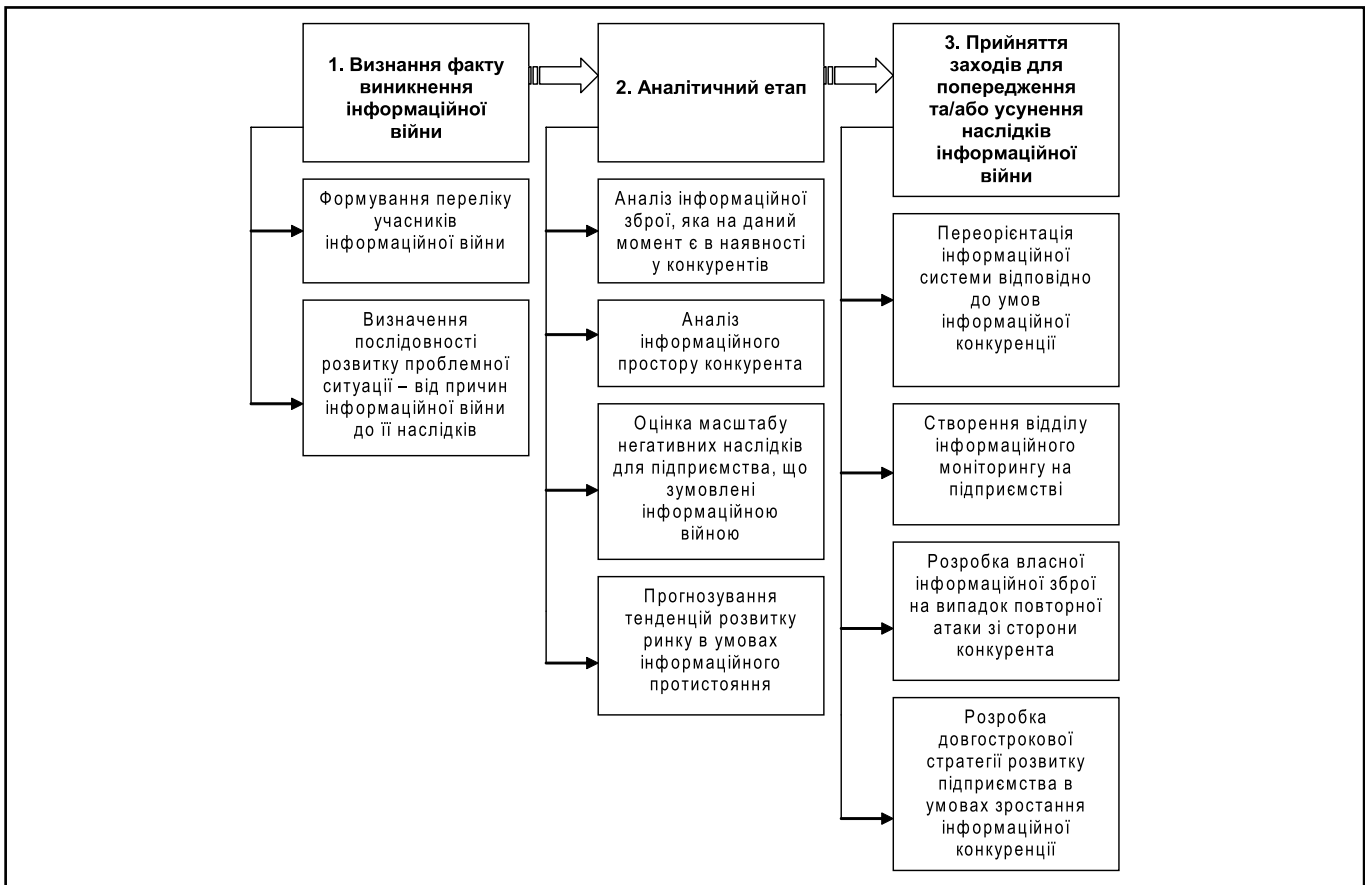 1. Визнання факту
виникнення
інформаційної
війни
Формування переліку
учасників
інформаційної війни
Визначення
послідовності
розвитку проблемної
ситуації – від причин
інформаційної війни
до її наслідків
2. Аналітичний етап
Аналіз інформаційної
зброї, яка на даний
момент є в наявності
у конкурентів
Аналіз
інформаційного
простору конкурента
Оцінка масштабу
негативних наслідків
для підприємства, що
зумовлені
інформаційною
війною
Прогнозування
тенденцій розвитку
ринку в умовах
інформаційного
протистояння
3. Прийняття
заходів для
попередження
та/або усунення
наслідків
інформаційної
війни
Переорієнтація
інформаційної
системи відповідно
до умов
інформаційної
конкуренції
Створення відділу
інформаційного
моніторингу на
підприємстві
Розробка власної
інформаційної зброї
на випадок повторної
атаки зі сторони
конкурента
Розробка
довгострокової
стратегії розвитку
підприємства в
умовах зростання
інформаційної
конкуренції